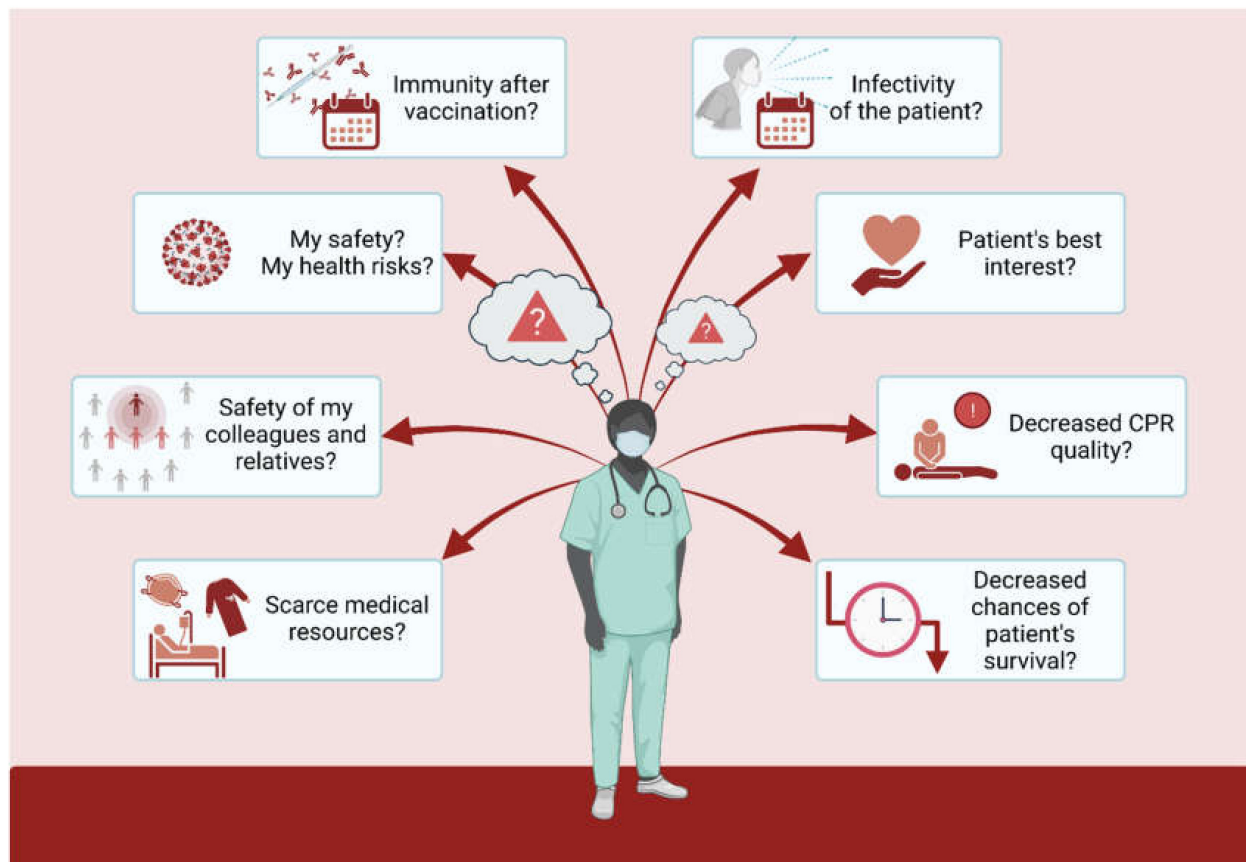 Immunity after
vaccination?
Infectivity
of the patient?
My safety?
My health risks?
Patient's best
interest?
?
?
Safety of my
colleagues and
relatives?
!
Decreased CPR
quality?
Scarce medical
resources?
Decreased
chances of
patient's
survival?